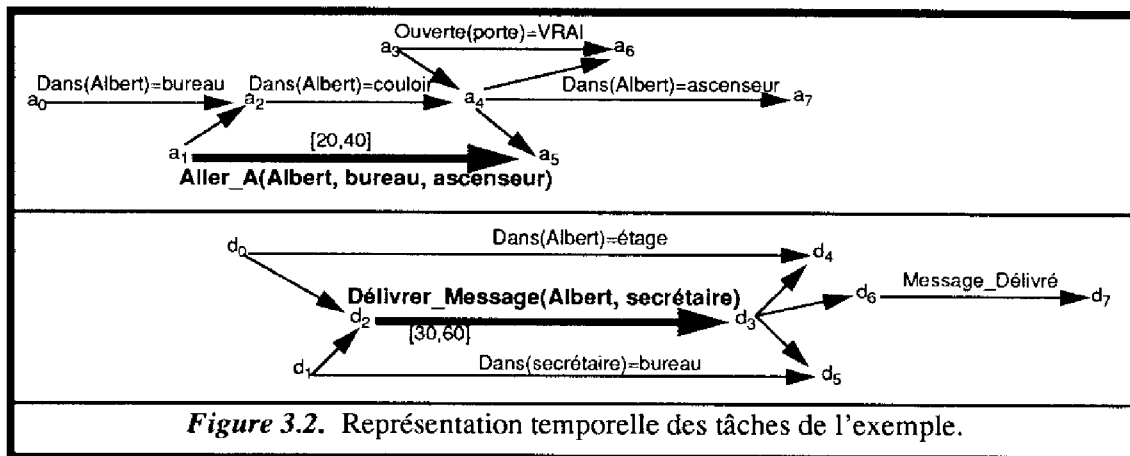 Ouverte(porte)=VRAI
a3 a6
Dans(Albert)=bureau Dans(Albert)=couloir Dans(Albert)=ascenseur
a0 a2 a4 a7
[20,40]
a1 a5
Aller_A(Albert, bureau, ascenseur)
Dans(Albert)=étage
d0 d4
Délivrer_Message(Albert, secrétaire) d6 Message_Délivré d7
d2 d3
[30,60]
Dans(secrétaire)=bureau
d1 d5
Figure 3.2. Représentation temporelle des tâches de l'exemple.